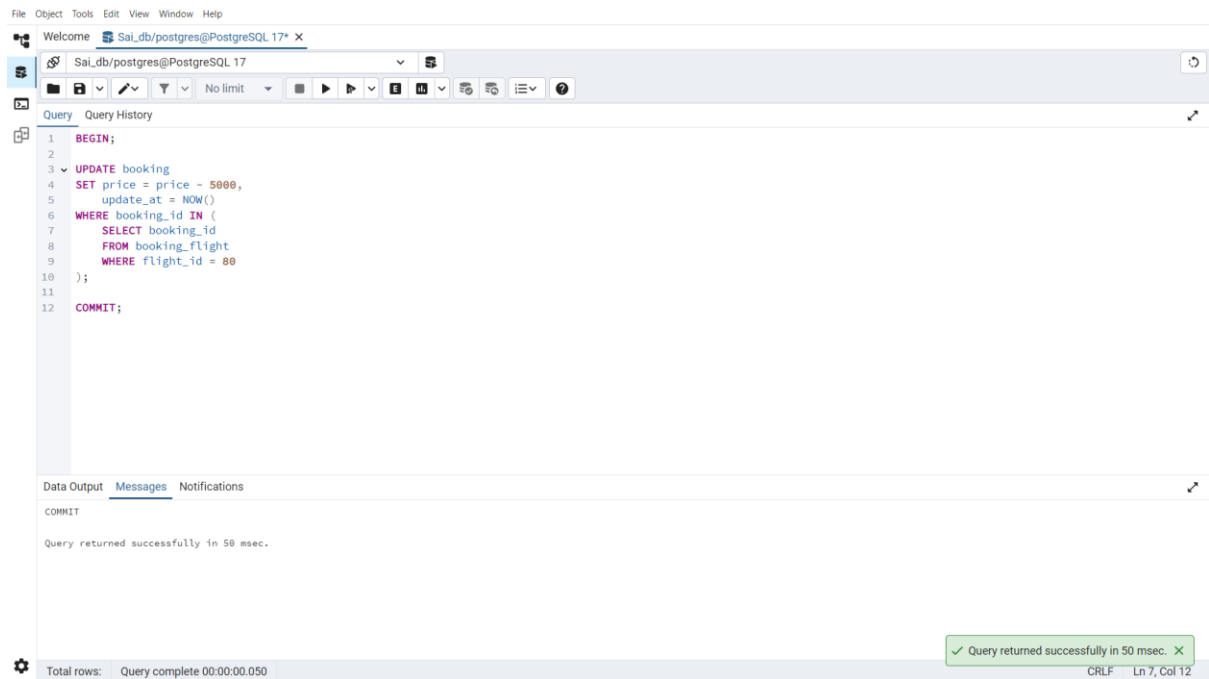 File Object Tools Edit View Window Help
Welcome Sai_db/postgres@PostgreSQL 17*
Sai_db/postgres@PostgreSQL 17
No limit E
Query Query History
1 BEGIN;
2
3 UPDATE booking
4 SET price = price - 5000,
5 update_at = NOW()
6 WHERE booking_id IN (
7 SELECT booking_id
8 FROM booking_flight
9 WHERE flight_id = 80
10 );
11
12 COMMIT;
Data Output Messages Notifications
COMMIT
Query returned successfully in 50 msec.
Query returned successfully in 50 msec.
Total rows: Query complete 00:00:00.050 CRLF Ln 7, Col 12